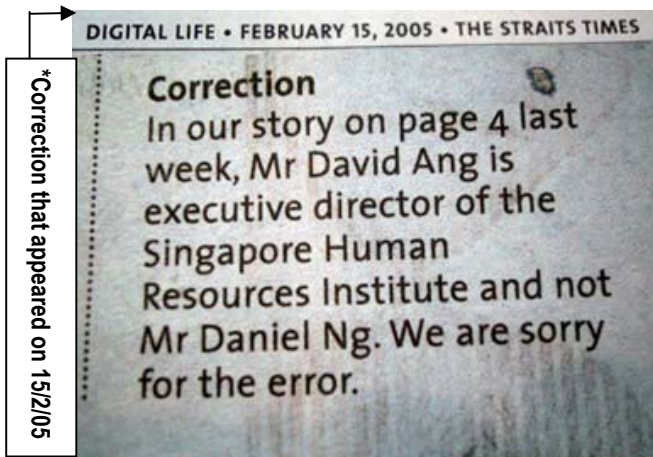 DIGITAL LIFE • FEBRUARY 15, 2005 • THE STRAITS TIMES
*Correction that appeared on 15/2/05
Correction
In our story on page 4 last
week, Mr David Ang is
executive director of the
Singapore Human
Resources Institute and not
Mr Daniel Ng. We are sorry
for the error.